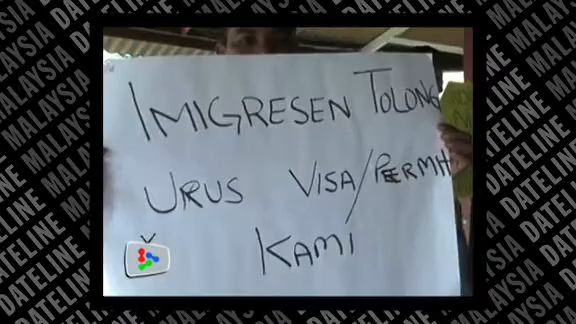 IMIGRESEN TOLONG
URUS VISA/PERMIT
KAMI
DATELINE MALAYSIA